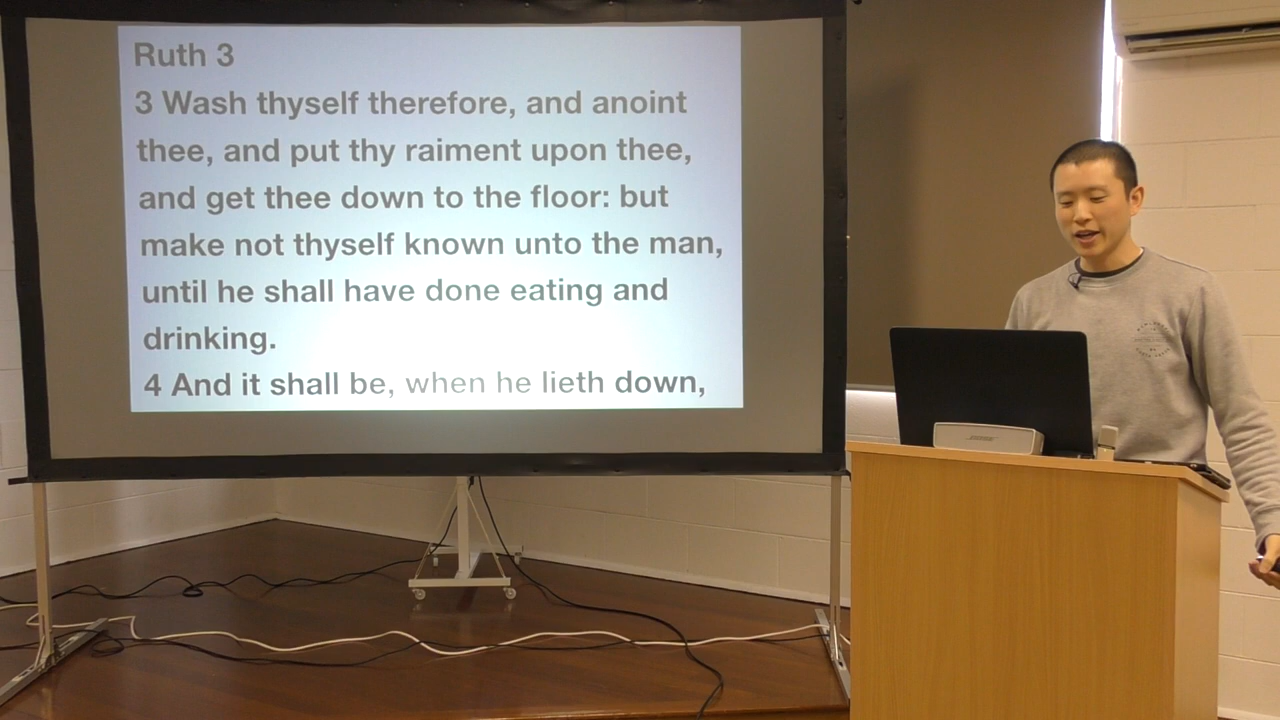 Ruth 3
3 Wash thyself therefore, and anoint
thee, and put thy raiment upon thee,
and get thee down to the floor: but
make not thyself known unto the man,
until he shall have done eating and
drinking.
4 And it shall be, when he lieth down,